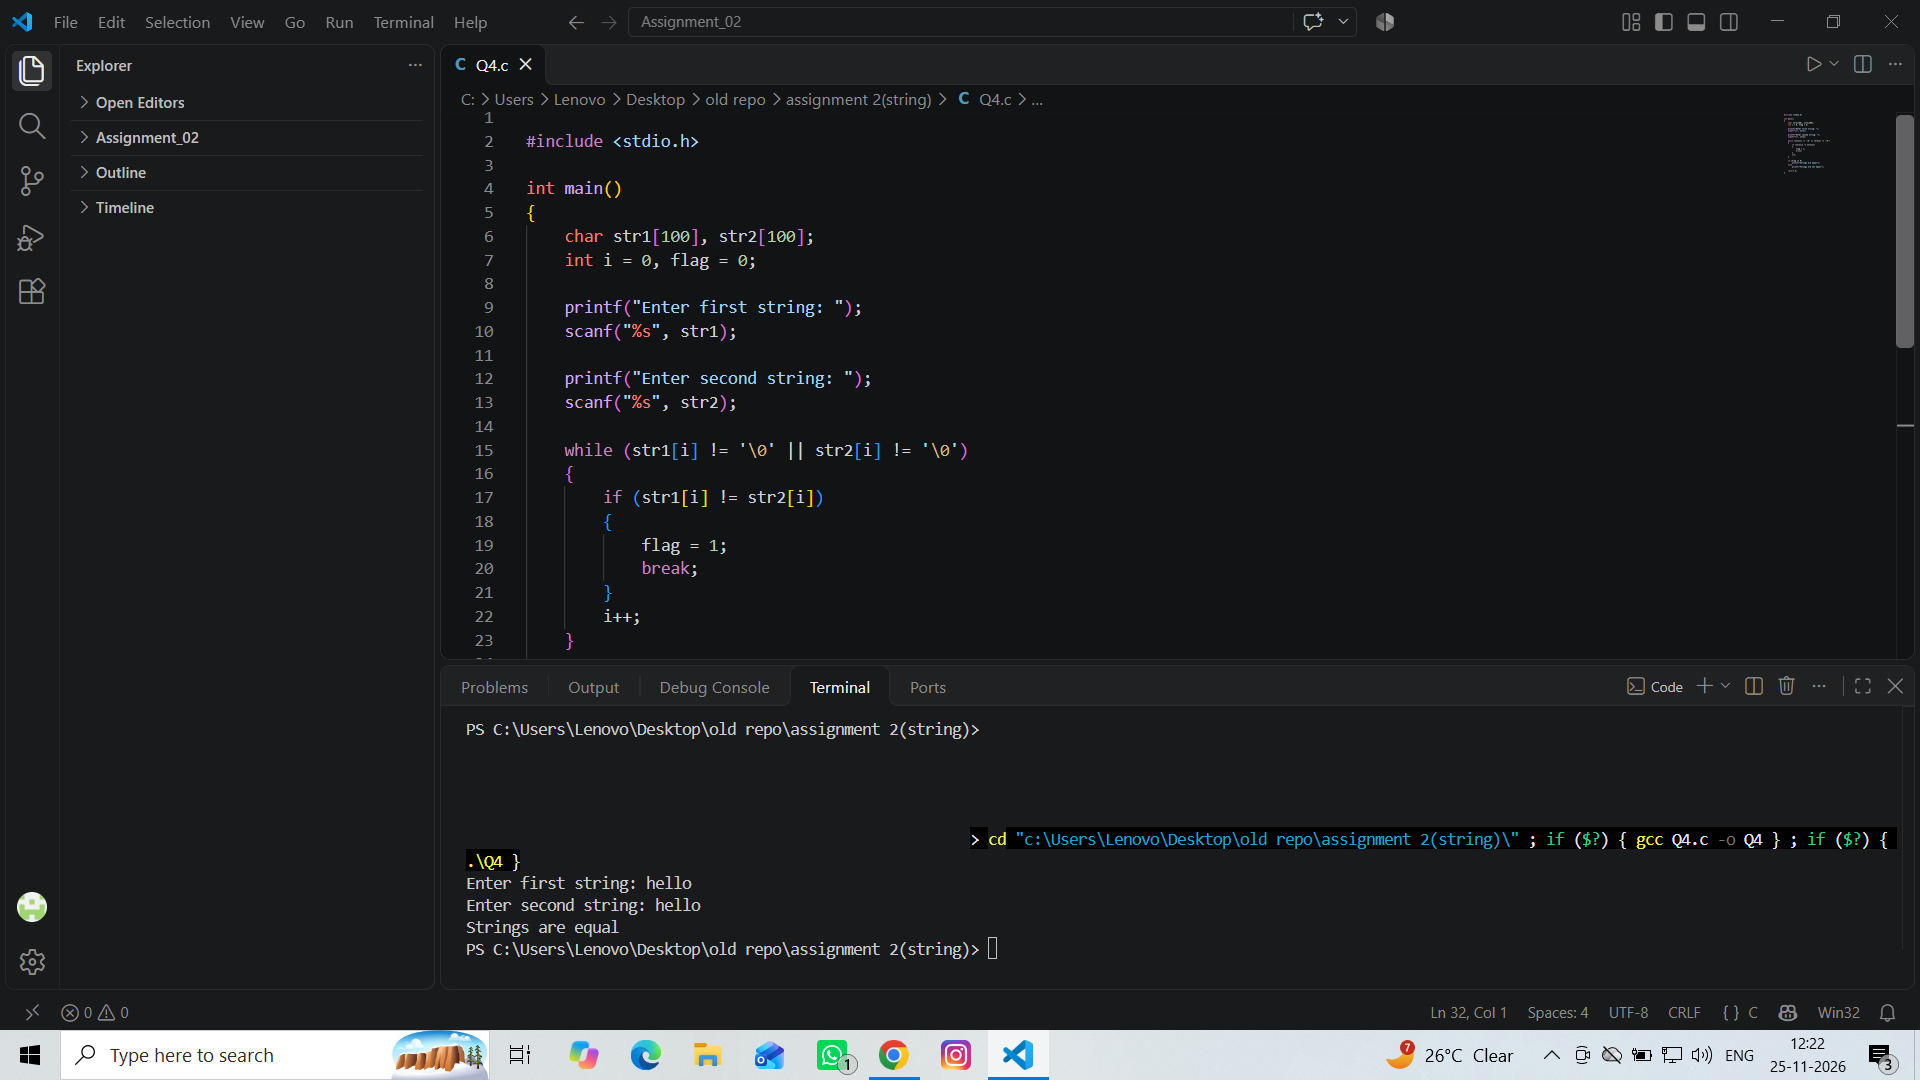 File Edit Selection View Go Run Terminal Help
Assignment_02
Explorer
Open Editors
Assignment_02
Outline
Timeline
C Q4.c
C: > Users > Lenovo > Desktop > old repo > assignment 2(string) > C Q4.c > ...
1
2 #include <stdio.h>
3
4 int main()
5 {
6 char str1[100], str2[100];
7 int i = 0, flag = 0;
8
9 printf("Enter first string: ");
10 scanf("%s", str1);
11
12 printf("Enter second string: ");
13 scanf("%s", str2);
14
15 while (str1[i] != '\0' || str2[i] != '\0')
16 {
17 if (str1[i] != str2[i])
18 {
19 flag = 1;
20 break;
21 }
22 i++;
23 }
Problems Output Debug Console Terminal Ports
Code
PS C:\Users\Lenovo\Desktop\old repo\assignment 2(string)>
> cd "c:\Users\Lenovo\Desktop\old repo\assignment 2(string)\" ; if ($?) { gcc Q4.c -o Q4 } ; if ($?) {
.\Q4 }
Enter first string: hello
Enter second string: hello
Strings are equal
PS C:\Users\Lenovo\Desktop\old repo\assignment 2(string)>
0 0
Ln 32, Col 1 Spaces: 4 UTF-8 CRLF {} C Win32
Type here to search
1
7
26°C Clear
ENG
12:22
25-11-2026
3